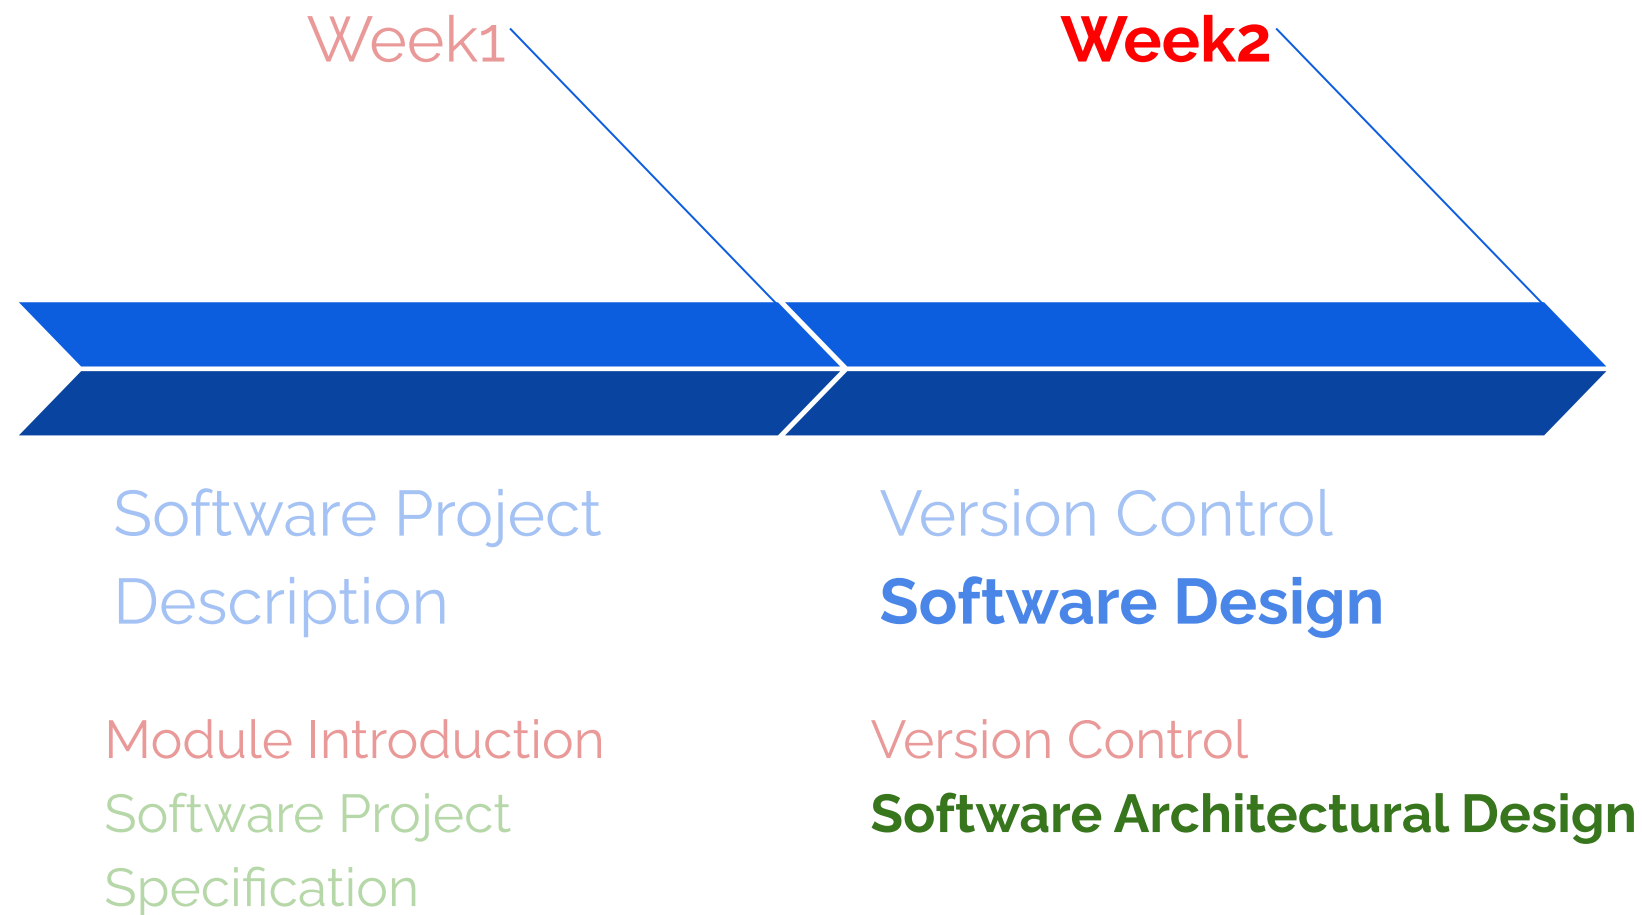 Week1
Week2
Software Project
Description
Version Control
Software Design
Module Introduction
Software Project
Specification
Version Control
Software Architectural Design